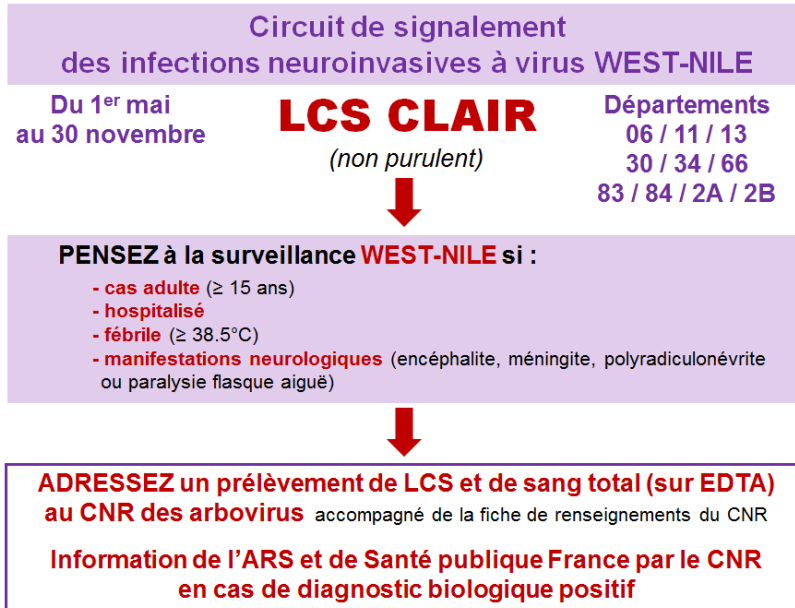 Circuit de signalement
des infections neuroinvasives à virus WEST-NILE
Du 1er mai
au 30 novembre
LCS CLAIR
(non purulent)
Départements
06 / 11 / 13
30 / 34 / 66
83 / 84 / 2A / 2B
PENSEZ à la surveillance WEST-NILE si :
- cas adulte (≥ 15 ans)
- hospitalisé
- fébrile (≥ 38.5°C)
- manifestations neurologiques (encéphalite, méningite, polyradiculonévrite
ou paralysie flasque aiguë)
ADRESSEZ un prélèvement de LCS et de sang total (sur EDTA)
au CNR des arbovirus accompagné de la fiche de renseignements du CNR
Information de l'ARS et de Santé publique France par le CNR
en cas de diagnostic biologique positif